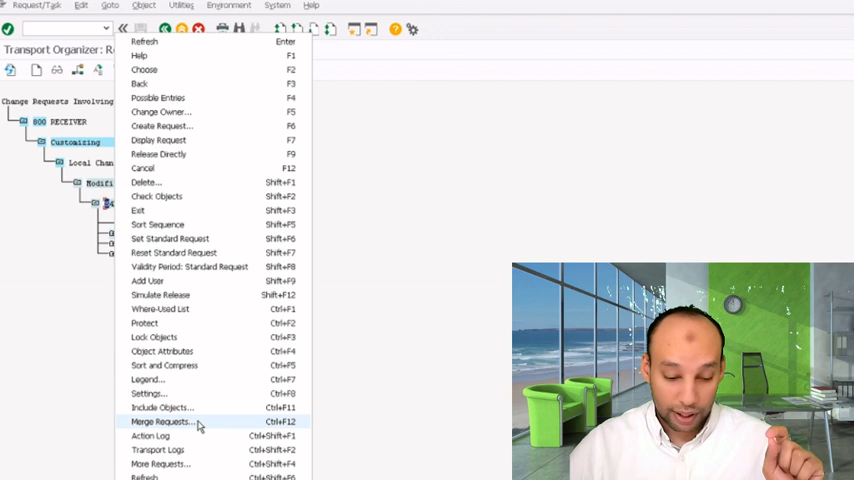 Request/Task Edit Goto Object Utilities Environment System Help
Transport Organizer: Re
Change Requests Involving
800 RECEIVER
Customizing
Local Chan
Modifi
Refresh Enter
Help F1
Choose F2
Back F3
Possible Entries F4
Change Owner... F5
Create Request... F6
Display Request F7
Release Directly F9
Cancel F12
Delete... Shift+F1
Check Objects Shift+F2
Exit Shift+F3
Sort Sequence Shift+F5
Set Standard Request Shift+F6
Reset Standard Request Shift+F7
Validity Period: Standard Request Shift+F8
Add User Shift+F9
Simulate Release Shift+F12
Where-Used List Ctrl+F1
Protect Ctrl+F2
Lock Objects Ctrl+F3
Object Attributes Ctrl+F4
Sort and Compress Ctrl+F5
Legend... Ctrl+F7
Settings... Ctrl+F8
Include Objects... Ctrl+F11
Merge Requests... Ctrl+F12
Action Log Ctrl+Shift+F1
Transport Logs Ctrl+Shift+F2
More Requests... Ctrl+Shift+F4
Refresh Ctrl+Shift+F6